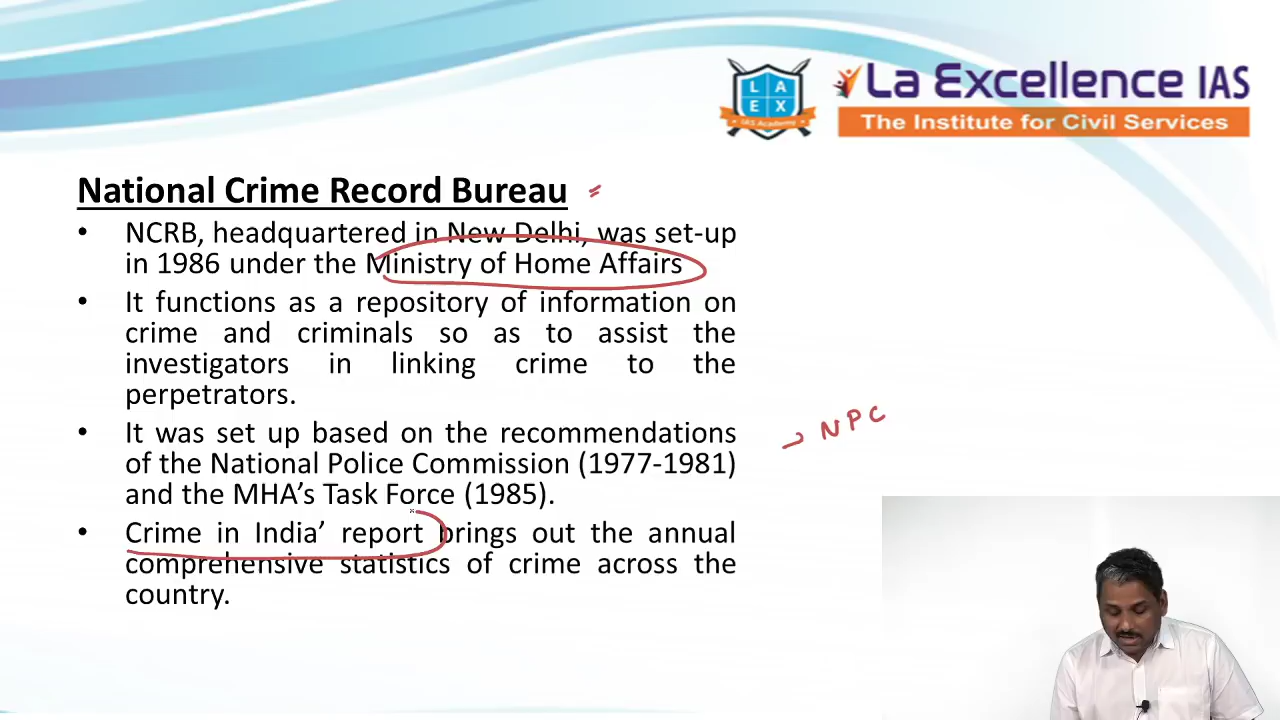 L A
E X
IAS Academy
La Excellence IAS
The Institute for Civil Services
National Crime Record Bureau
• NCRB, headquartered in New Delhi, was set-up
in 1986 under the Ministry of Home Affairs
• It functions as a repository of information on
crime and criminals so as to assist the
investigators in linking crime to the
perpetrators.
• It was set up based on the recommendations
of the National Police Commission (1977-1981)
and the MHA’s Task Force (1985).
NPC
• Crime in India’ report brings out the annual
comprehensive statistics of crime across the
country.